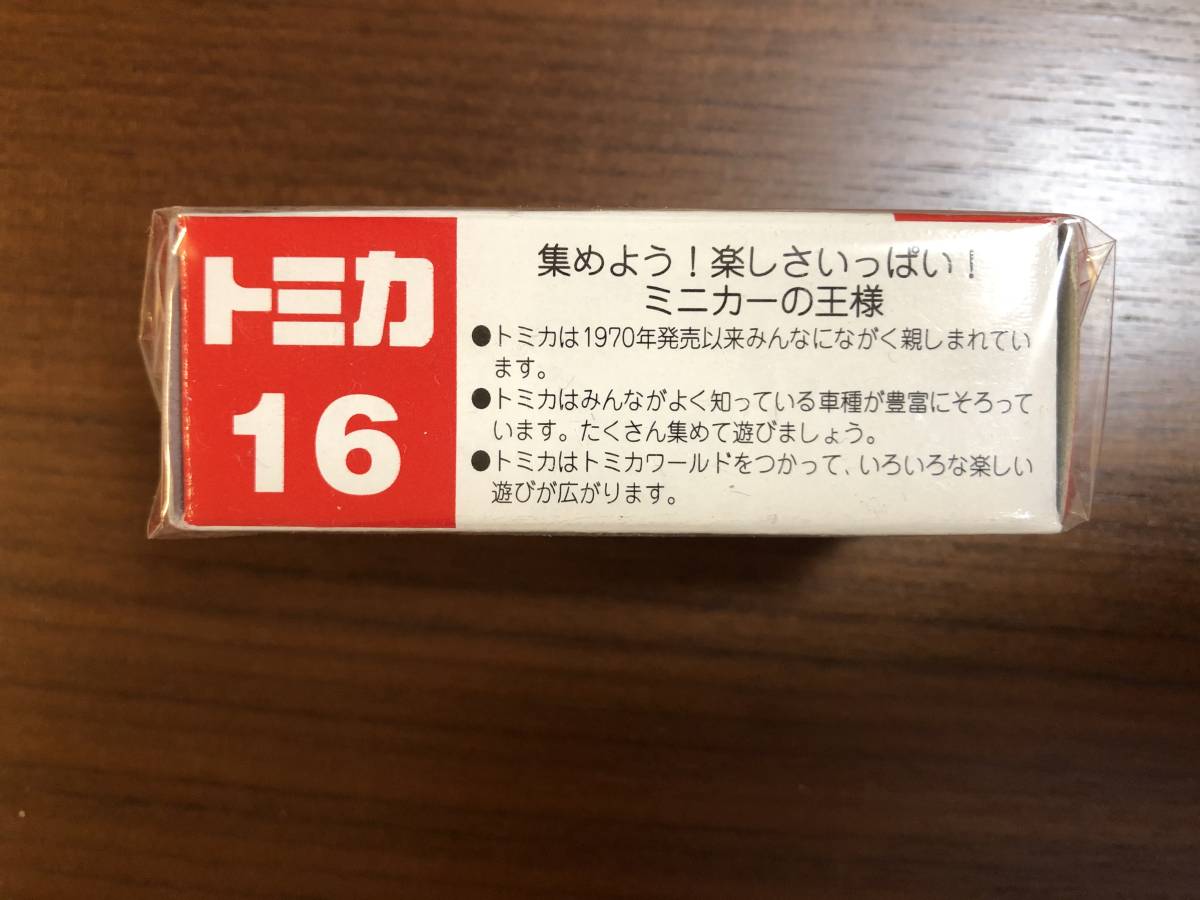 トミカ
16
集めよう！楽しさいっぱい！
ミニカーの王様
●トミカは1970年発売以来みんなにながく親しまれてい
ます。
●トミカはみんながよく知っている車種が豊富にそろって
います。たくさん集めて遊びましょう。
●トミカはトミカワールドをつかって、いろいろな楽しい
遊びが広がります。